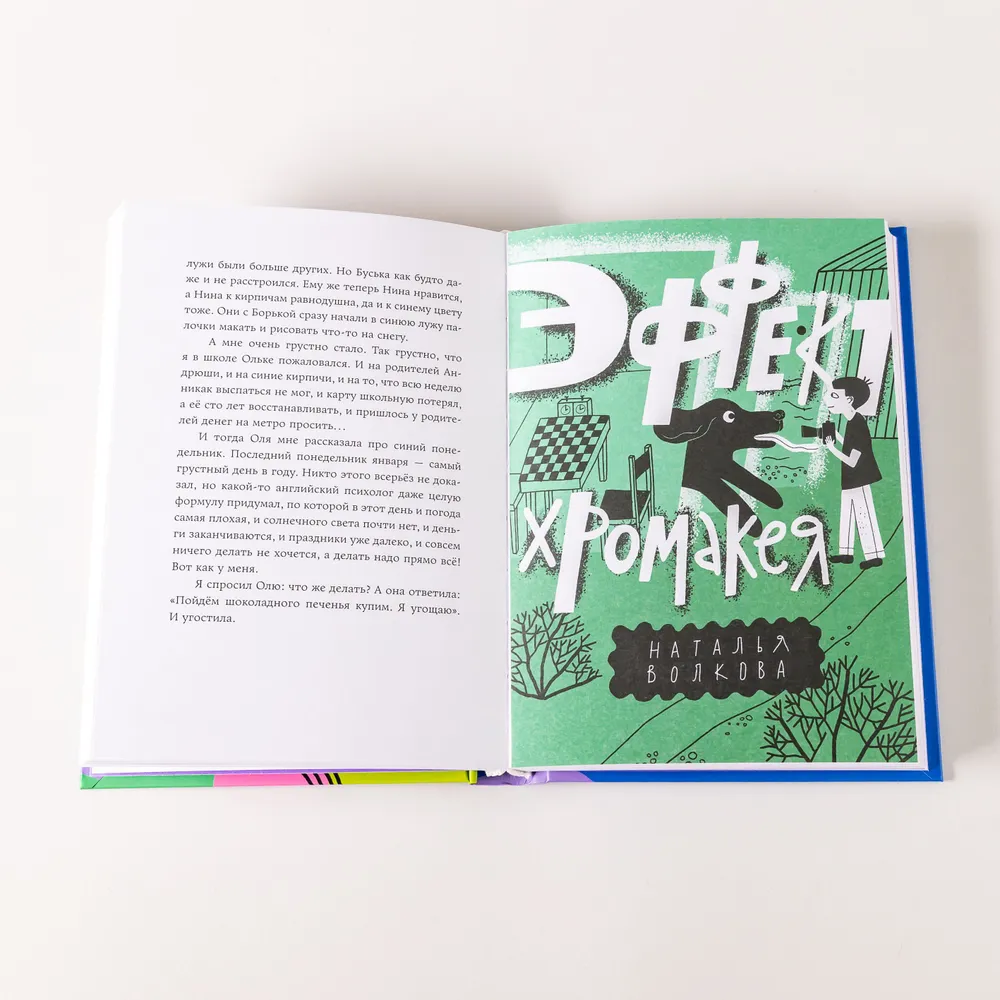 лужи были больше других. Но Буська как будто да-
же и не расстроился. Ему же теперь Нина нравится,
а Нина к кирпичам равнодушна, да и к синему цвету
тоже. Они с Борькой сразу начали в синюю лужу па-
лочки макать и рисовать что-то на снегу.
А мне очень грустно стало. Так грустно, что
я в школе Ольке пожаловался. И на родителей Ан-
дрюши, и на синие кирпичи, и на то, что всю неделю
никак выспаться не мог, и карту школьную потерял,
а её сто лет восстанавливать, и пришлось у родите-
лей денег на метро просить…
И тогда Оля мне рассказала про синий поне-
дельник. Последний понедельник января — самый
грустный день в году. Никто этого всерьёз не дока-
зал, но какой-то английский психолог даже целую
формулу придумал, по которой в этот день и погода
самая плохая, и солнечного света почти нет, и день-
ги заканчиваются, и праздники уже далеко, и совсем
ничего делать не хочется, а делать надо прямо всё!
Вот как у меня.
Я спросил Олю: что же делать? А она ответила:
«Пойдём шоколадного печенья купим. Я угощаю».
И угостила.
ЭФФЕКТ
ХРОМАКЕЯ
НАТАЛЬЯ
ВОЛКОВА